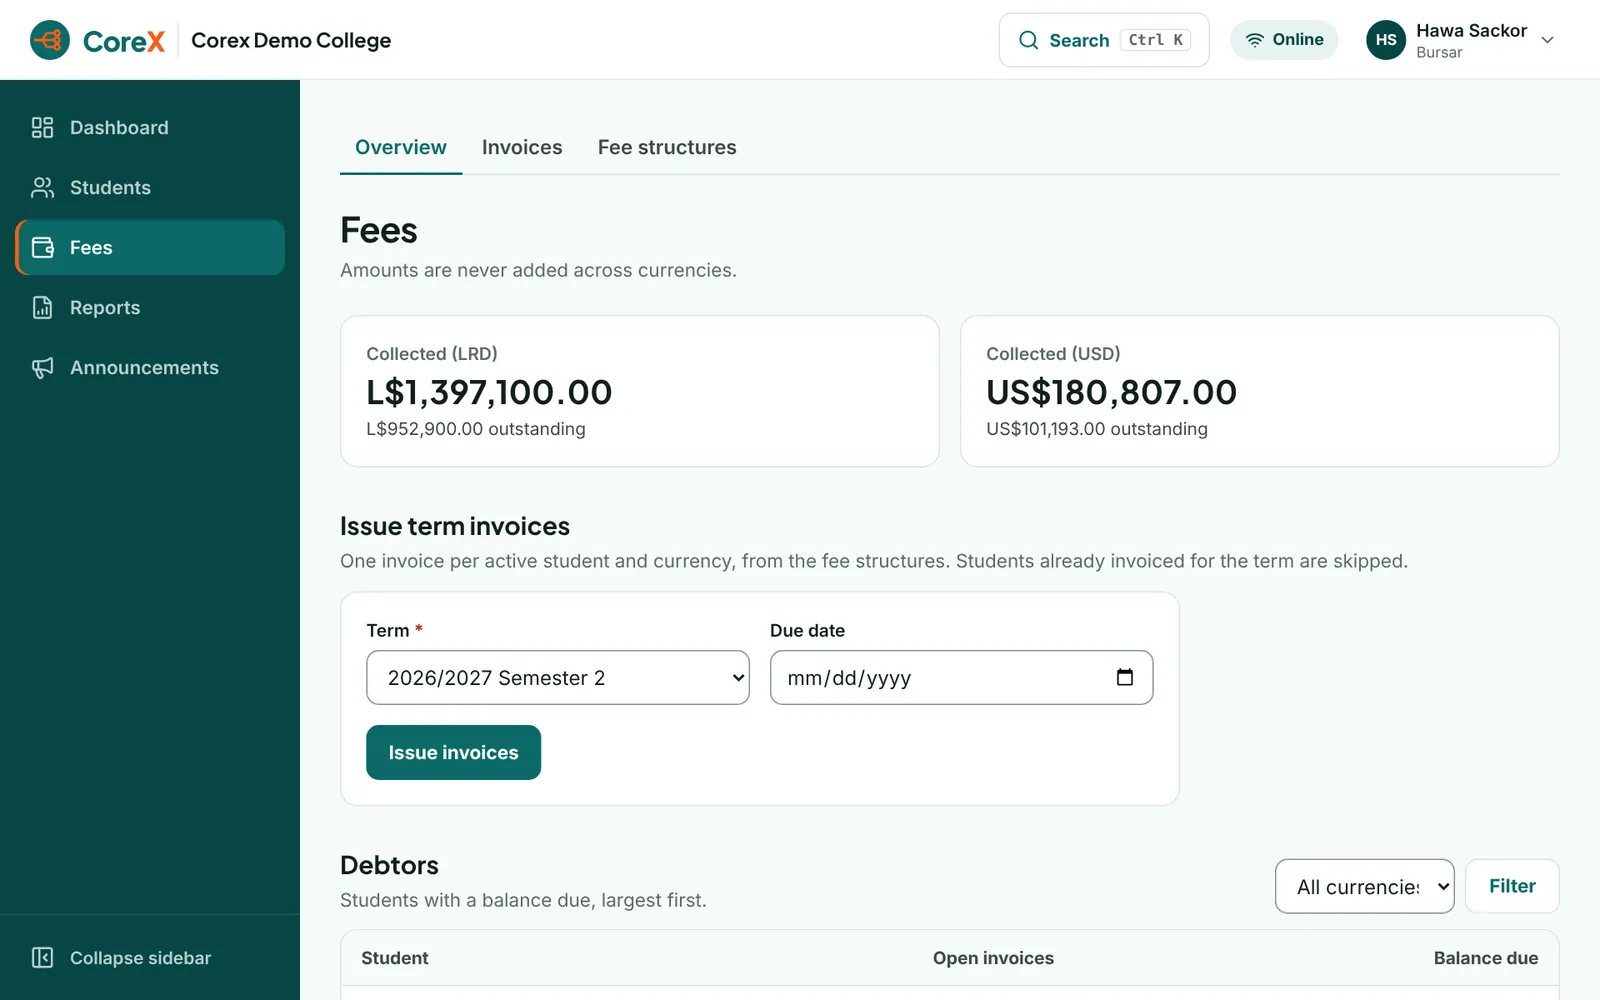 CoreX
Corex Demo College
Search Ctrl K
Online
HS
Hawa Sackor
Bursar
Dashboard
Students
Fees
Reports
Announcements
Collapse sidebar
Overview Invoices Fee structures
Fees
Amounts are never added across currencies.
Collected (LRD)
L$1,397,100.00
L$952,900.00 outstanding
Collected (USD)
US$180,807.00
US$101,193.00 outstanding
Issue term invoices
One invoice per active student and currency, from the fee structures. Students already invoiced for the term are skipped.
Term *
2026/2027 Semester 2
Due date
mm/dd/yyyy
Issue invoices
Debtors
Students with a balance due, largest first.
All currencies
Filter
Student Open invoices Balance due